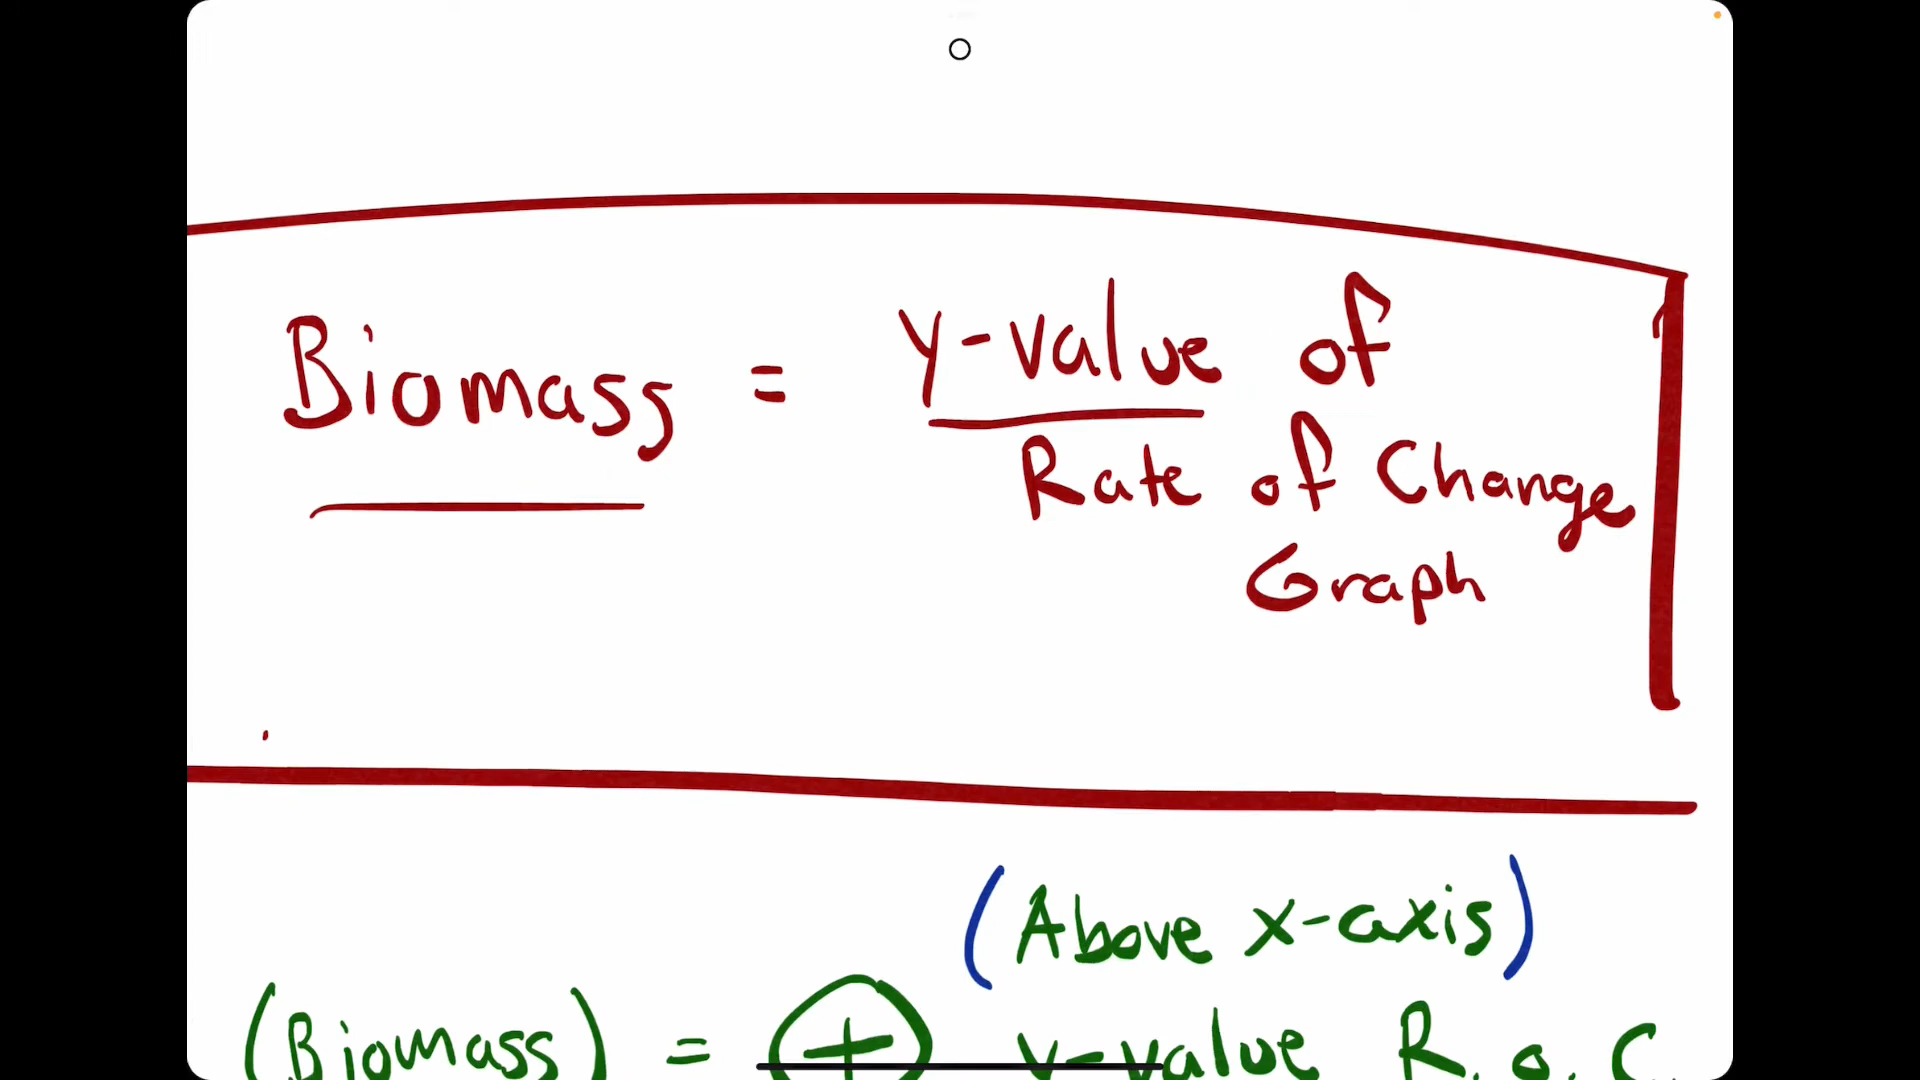 Biomass = y-value of
Rate of Change
Graph
(Above x-axis)
(Biomass) = + y-value R.o.C.